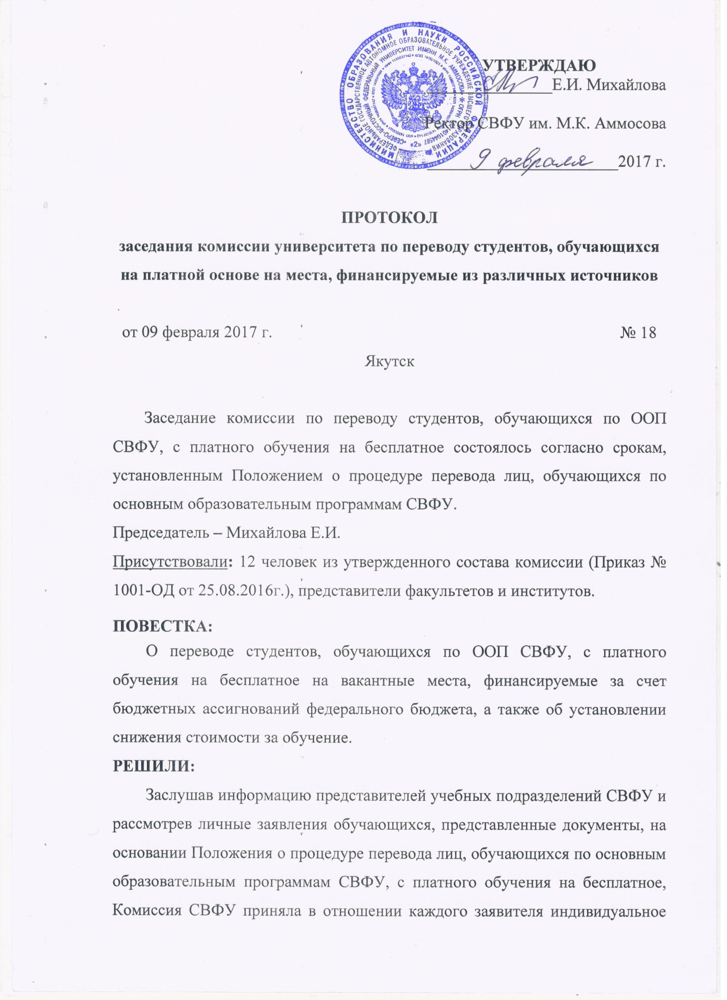 УТВЕРЖДАЮ
Е.И. Михайлова
Ректор СВФУ им. М.К. Аммосова
9 февраля 2017 г.
МИНИСТЕРСТВО ОБРАЗОВАНИЯ И НАУКИ РОССИЙСКОЙ ФЕДЕРАЦИИ
ФЕДЕРАЛЬНОЕ ГОСУДАРСТВЕННОЕ АВТОНОМНОЕ ОБРАЗОВАТЕЛЬНОЕ УЧРЕЖДЕНИЕ ВЫСШЕГО ОБРАЗОВАНИЯ
«СЕВЕРО-ВОСТОЧНЫЙ ФЕДЕРАЛЬНЫЙ УНИВЕРСИТЕТ ИМЕНИ М.К. АММОСОВА» * ОГРН
«2»
ПРОТОКОЛ
заседания комиссии университета по переводу студентов, обучающихся
на платной основе на места, финансируемые из различных источников
от 09 февраля 2017 г. № 18
Якутск
Заседание комиссии по переводу студентов, обучающихся по ООП
СВФУ, с платного обучения на бесплатное состоялось согласно срокам,
установленным Положением о процедуре перевода лиц, обучающихся по
основным образовательным программам СВФУ.
Председатель – Михайлова Е.И.
Присутствовали: 12 человек из утвержденного состава комиссии (Приказ №
1001-ОД от 25.08.2016г.), представители факультетов и институтов.
ПОВЕСТКА:
О переводе студентов, обучающихся по ООП СВФУ, с платного
обучения на бесплатное на вакантные места, финансируемые за счет
бюджетных ассигнований федерального бюджета, а также об установлении
снижения стоимости за обучение.
РЕШИЛИ:
Заслушав информацию представителей учебных подразделений СВФУ и
рассмотрев личные заявления обучающихся, представленные документы, на
основании Положения о процедуре перевода лиц, обучающихся по основным
образовательным программам СВФУ, с платного обучения на бесплатное,
Комиссия СВФУ приняла в отношении каждого заявителя индивидуальное